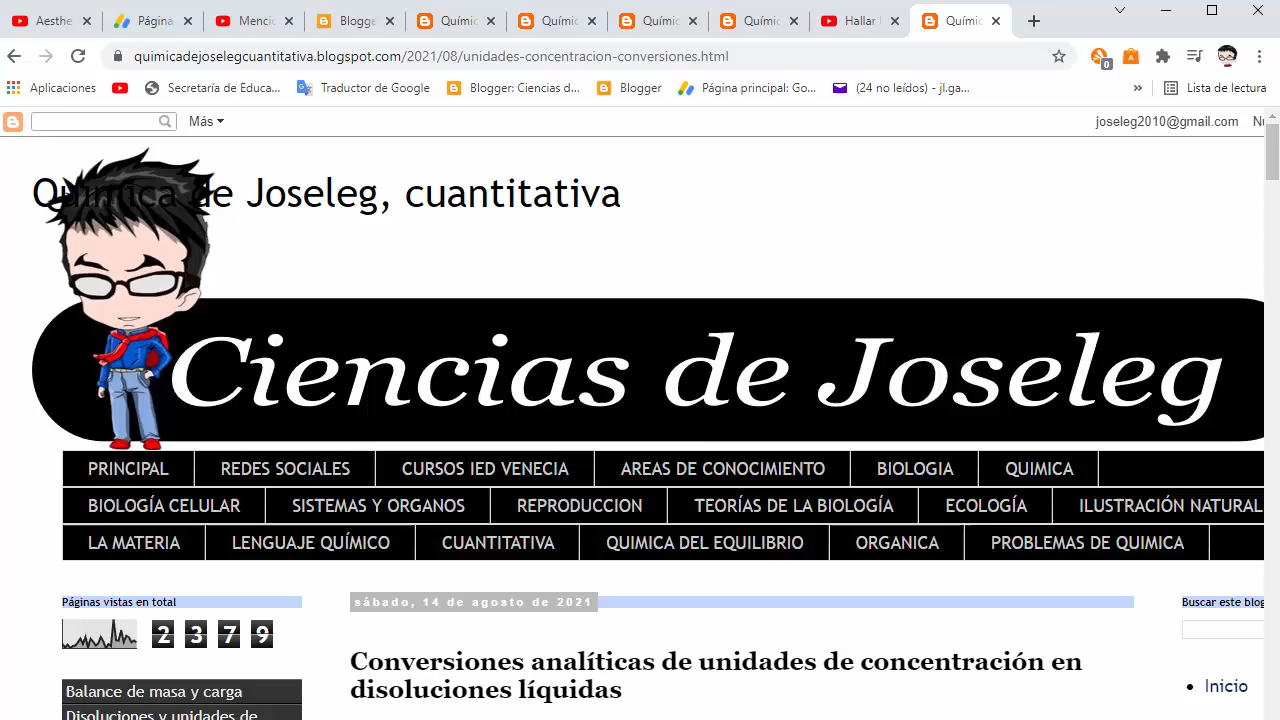 Aesthe
Página
Mencio
Blogge
Químic
Químic
Químic
Químic
Hallar
Químic
quimicadejoselegcuantitativa.blogspot.com/2021/08/unidades-concentracion-conversiones.html
0
Aplicaciones
Secretaría de Educa...
Traductor de Google
Blogger: Ciencias d...
Blogger
Página principal: Go...
(24 no leídos) - jl.ga...
»
Lista de lectura
Más
joseleg2010@gmail.com
Química de Joseleg, cuantitativa
Ciencias de Joseleg
PRINCIPAL
REDES SOCIALES
CURSOS IED VENECIA
AREAS DE CONOCIMIENTO
BIOLOGIA
QUIMICA
BIOLOGÍA CELULAR
SISTEMAS Y ORGANOS
REPRODUCCION
TEORÍAS DE LA BIOLOGÍA
ECOLOGÍA
ILUSTRACIÓN NATURAL
LA MATERIA
LENGUAJE QUÍMICO
CUANTITATIVA
QUIMICA DEL EQUILIBRIO
ORGANICA
PROBLEMAS DE QUIMICA
Páginas vistas en total
2379
Balance de masa y carga
Disoluciones y unidades de
sábado, 14 de agosto de 2021
Conversiones analíticas de unidades de concentración en
disoluciones líquidas
Buscar este blog
Inicio